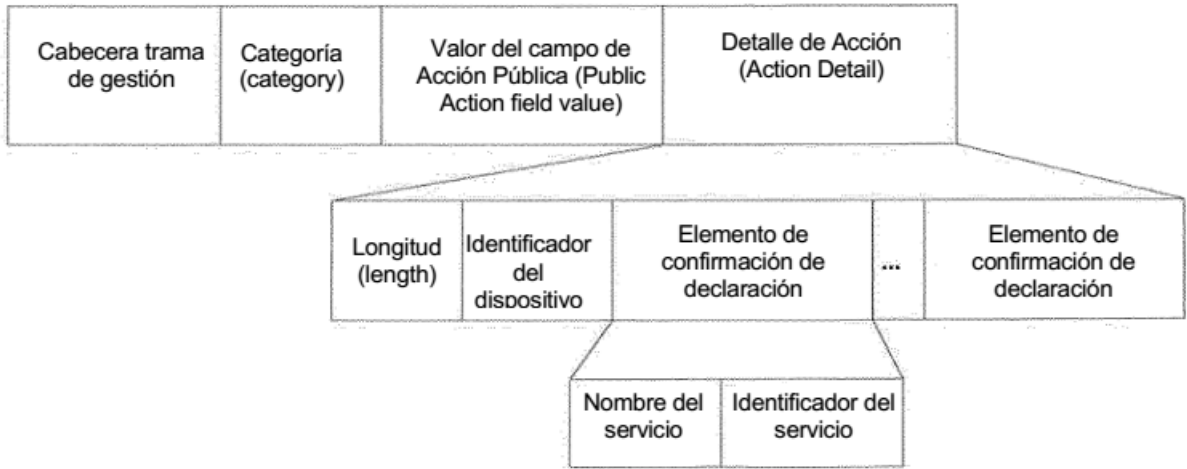 Cabecera trama
de gestión
Categoría
(category)
Valor del campo de
Acción Pública (Public
Action field value)
Detalle de Acción
(Action Detail)
Longitud
(length)
Identificador
del
dispositivo
Elemento de
confirmación de
declaración
...
Elemento de
confirmación de
declaración
Nombre del
servicio
Identificador del
servicio